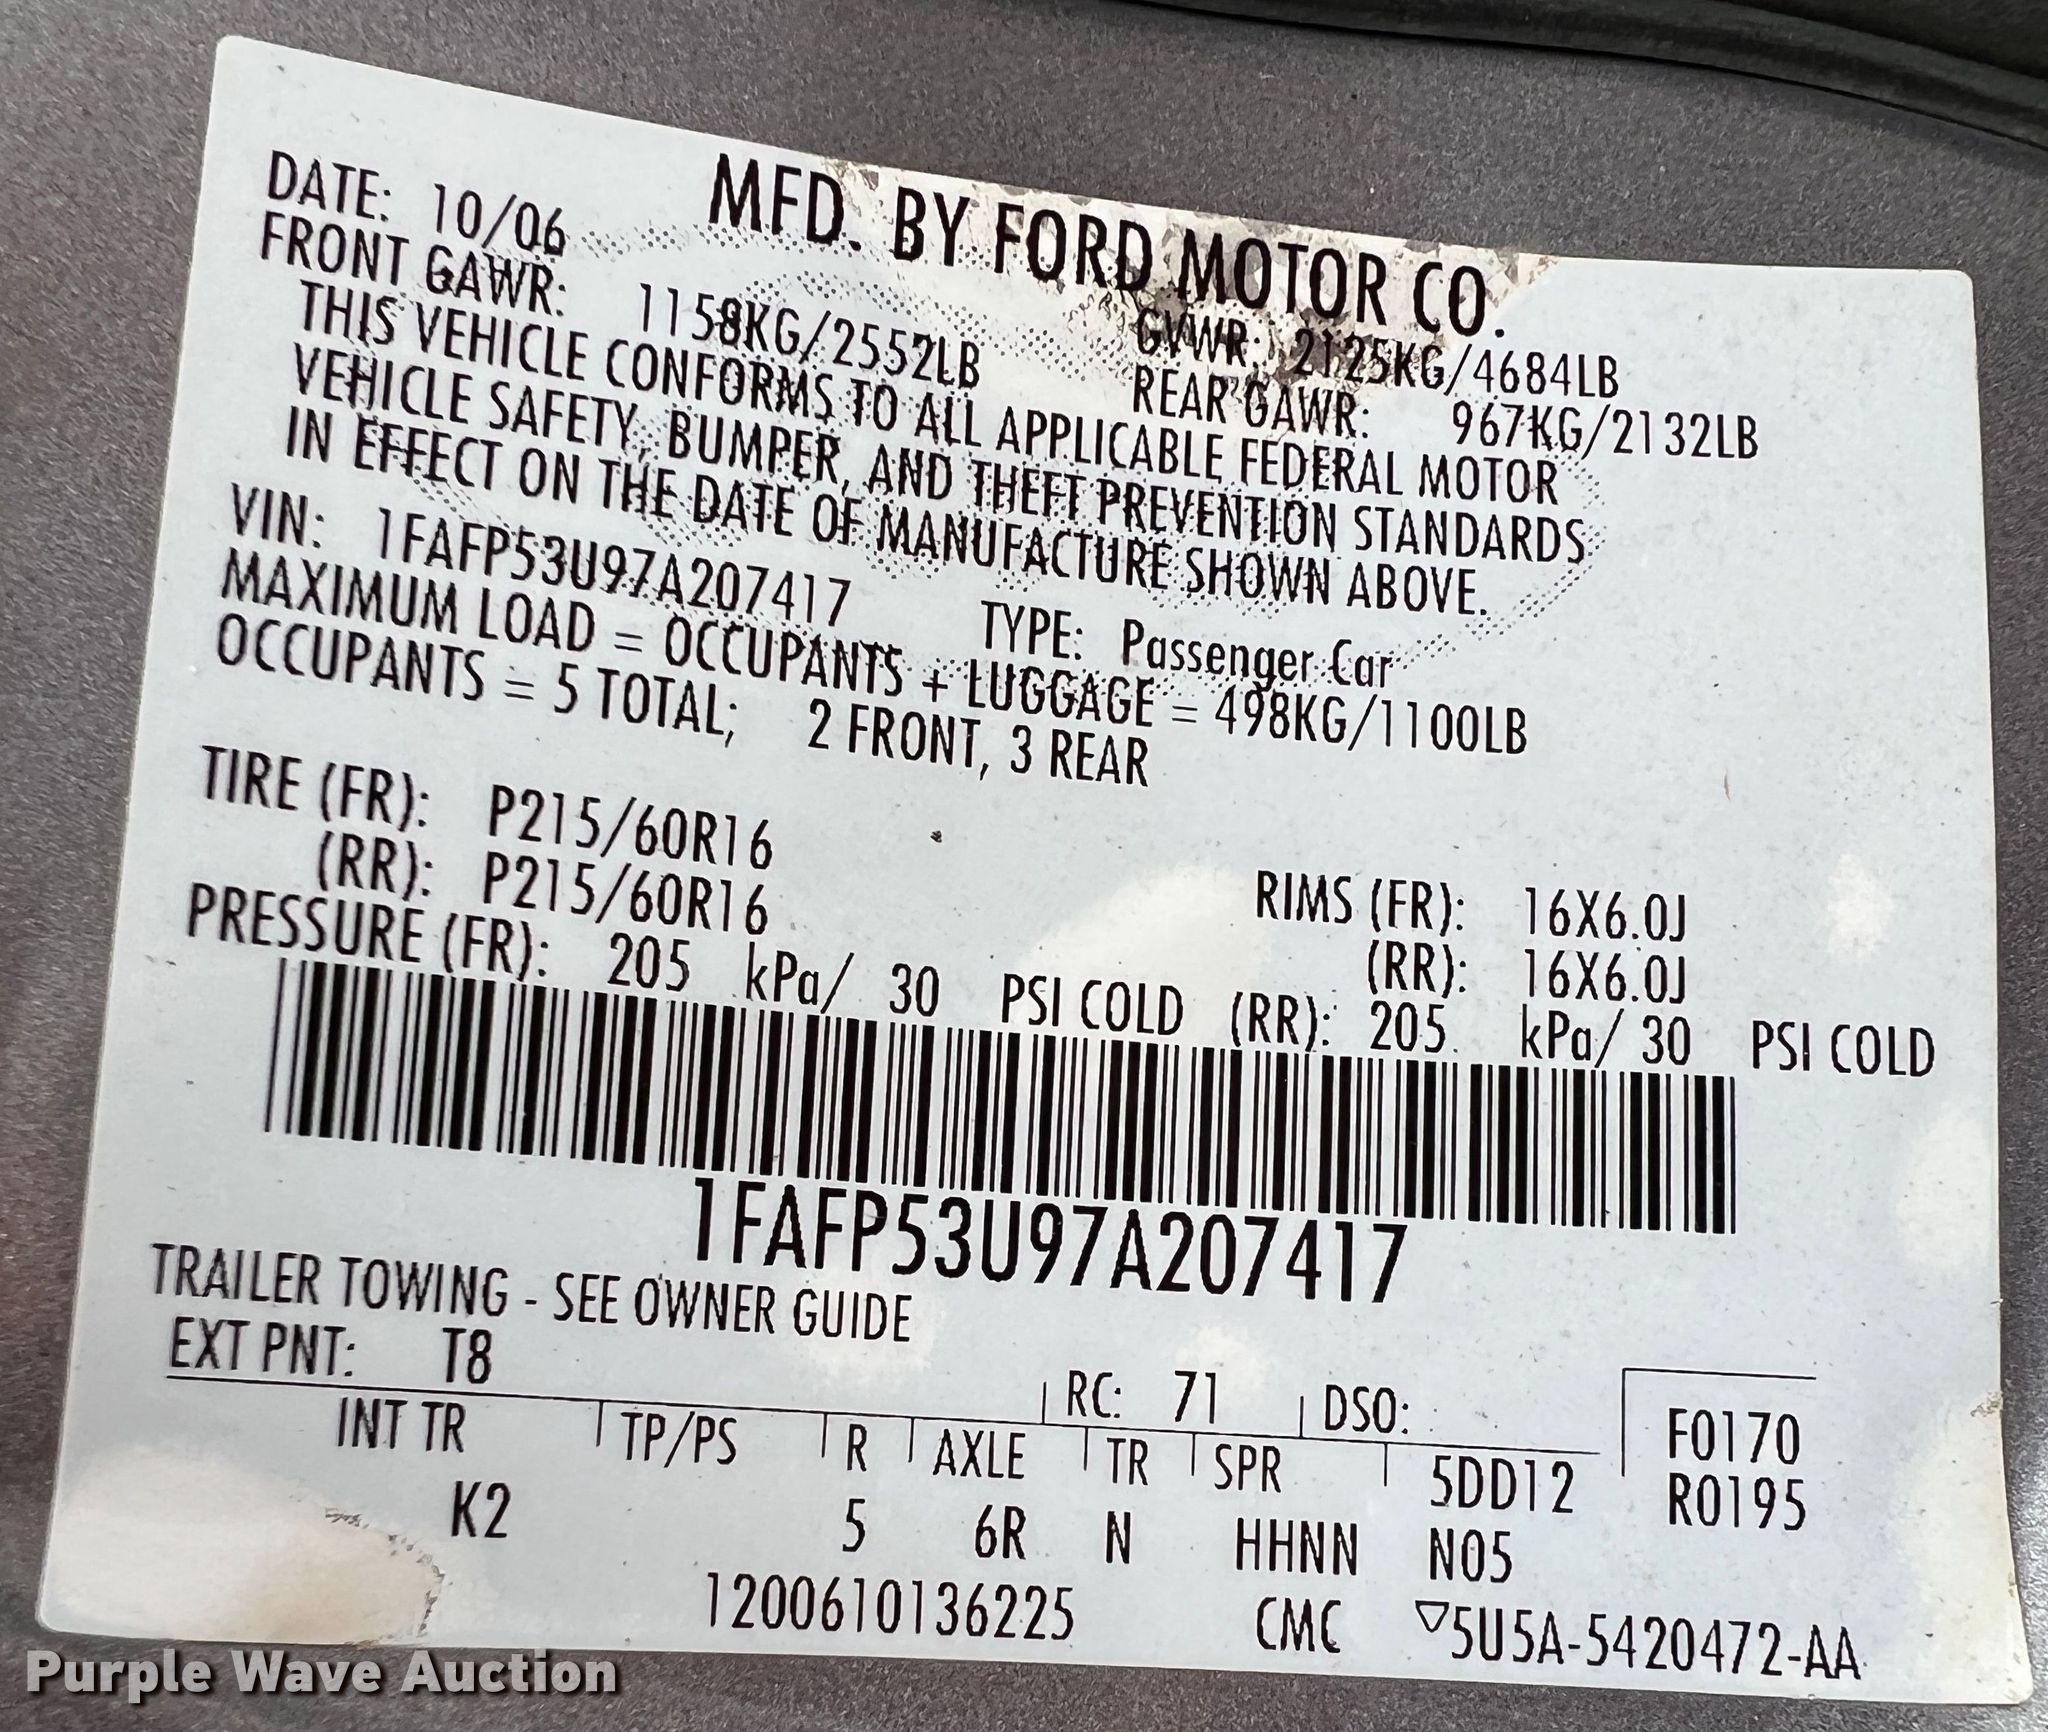 MFD. BY FORD MOTOR CO.
DATE: 10/06 GVWR: 2125KG/4684LB
FRONT GAWR: 1158KG/2552LB REAR GAWR: 967KG/2132LB
THIS VEHICLE CONFORMS TO ALL APPLICABLE FEDERAL MOTOR
VEHICLE SAFETY, BUMPER, AND THEFT PREVENTION STANDARDS
IN EFFECT ON THE DATE OF MANUFACTURE SHOWN ABOVE.
VIN: 1FAFP53U97A207417 TYPE: Passenger Car
MAXIMUM LOAD = OCCUPANTS + LUGGAGE = 498KG/1100LB
OCCUPANTS = 5 TOTAL; 2 FRONT, 3 REAR
TIRE (FR): P215/60R16 RIMS (FR): 16X6.0J
(RR): P215/60R16 (RR): 16X6.0J
PRESSURE (FR): 205 kPa/ 30 PSI COLD (RR): 205 kPa/ 30 PSI COLD
1FAFP53U97A207417
TRAILER TOWING - SEE OWNER GUIDE
EXT PNT: T8 RC: 71 DSO: F0170
INT TR TP/PS R AXLE TR SPR 5DD12 R0195
K2 5 6R N HHNN N05
1200610136225 CMC ▽5U5A-5420472-AA
Purple Wave Auction